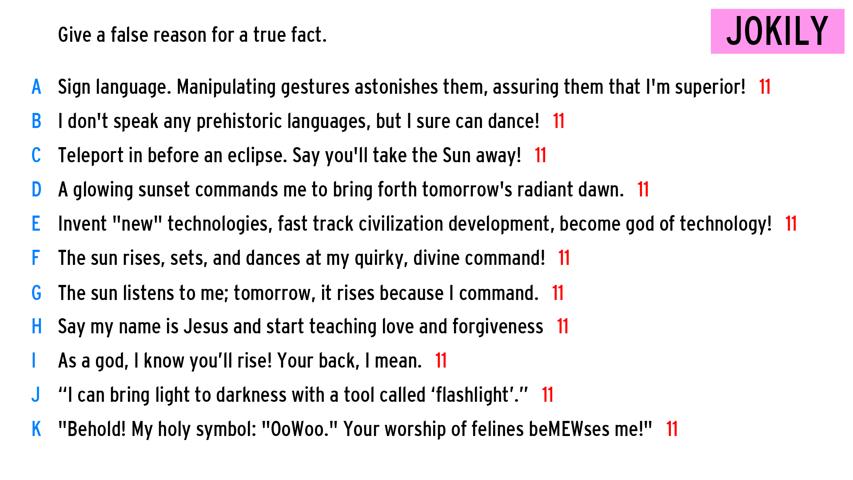 Give a false reason for a true fact.
JOKILY
A Sign language. Manipulating gestures astonishes them, assuring them that I'm superior! 11
B I don't speak any prehistoric languages, but I sure can dance! 11
C Teleport in before an eclipse. Say you'll take the Sun away! 11
D A glowing sunset commands me to bring forth tomorrow's radiant dawn. 11
E Invent "new" technologies, fast track civilization development, become god of technology! 11
F The sun rises, sets, and dances at my quirky, divine command! 11
G The sun listens to me; tomorrow, it rises because I command. 11
H Say my name is Jesus and start teaching love and forgiveness 11
I As a god, I know you’ll rise! Your back, I mean. 11
J “I can bring light to darkness with a tool called ‘flashlight’.” 11
K "Behold! My holy symbol: "OoWoo." Your worship of felines beMEWses me!" 11